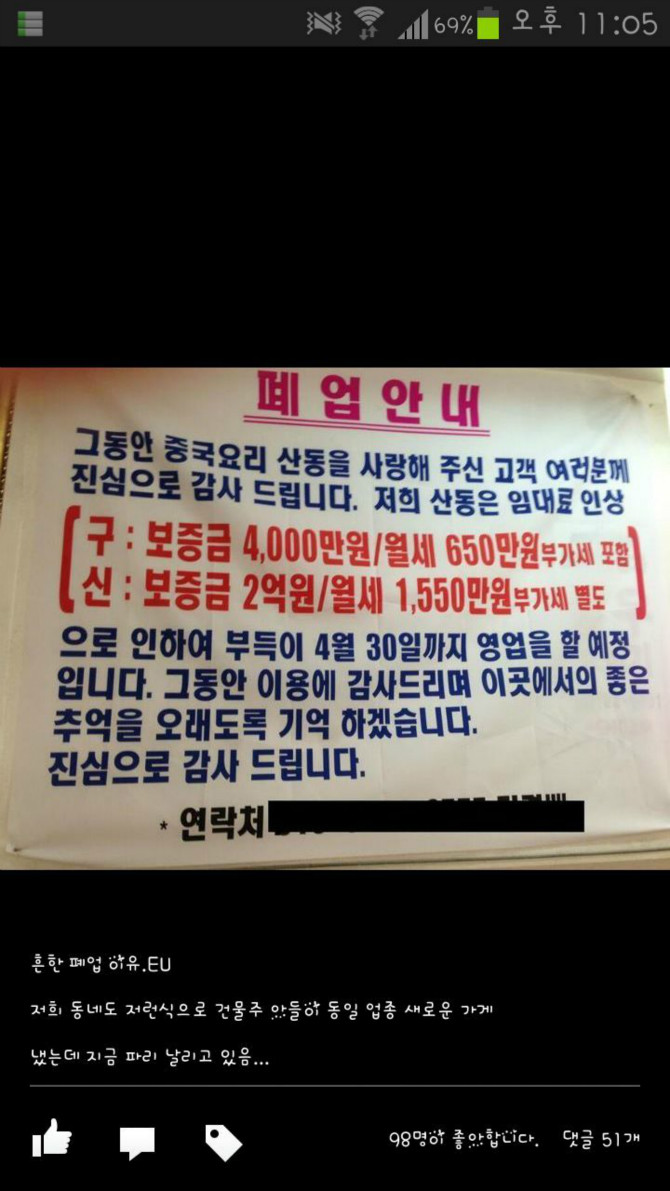 69% 오후 11:05
폐업안내
그동안 중국요리 산동을 사랑해 주신 고객 여러분께
진심으로 감사 드립니다. 저희 산동은 임대료 인상
구 : 보증금 4,000만원/월세 650만원부가세 포함
신 : 보증금 2억원/월세 1,550만원부가세 별도
으로 인하여 부득이 4월 30일까지 영업을 할 예정
입니다. 그동안 이용에 감사드리며 이곳에서의 좋은
추억을 오래도록 기억 하겠습니다.
진심으로 감사 드립니다.
* 연락처
흔한 폐업 이유.EU
저희 동네도 저런식으로 건물주 아들이 동일 업종 새로운 가게
냈는데 지금 파리 날리고 있음...
98명이 좋아합니다. 댓글 51개